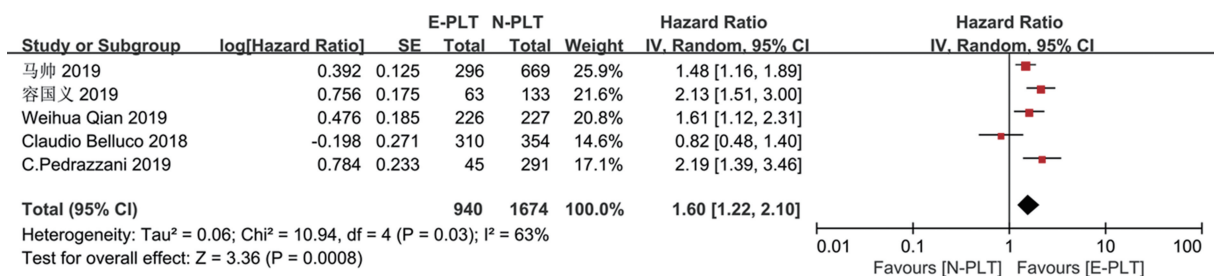 E-PLT N-PLT Hazard Ratio Hazard Ratio
Study or Subgroup log[Hazard Ratio] SE Total Total Weight IV, Random, 95% CI IV, Random, 95% CI
马帅 2019 0.392 0.125 296 669 25.9% 1.48 [1.16, 1.89]
容国义 2019 0.756 0.175 63 133 21.6% 2.13 [1.51, 3.00]
Weihua Qian 2019 0.476 0.185 226 227 20.8% 1.61 [1.12, 2.31]
Claudio Belluco 2018 -0.198 0.271 310 354 14.6% 0.82 [0.48, 1.40]
C.Pedrazzani 2019 0.784 0.233 45 291 17.1% 2.19 [1.39, 3.46]
Total (95% CI) 940 1674 100.0% 1.60 [1.22, 2.10]
Heterogeneity: Tau² = 0.06; Chi² = 10.94, df = 4 (P = 0.03); I² = 63%
Test for overall effect: Z = 3.36 (P = 0.0008)
0.01 0.1 1 10 100
Favours [N-PLT] Favours [E-PLT]